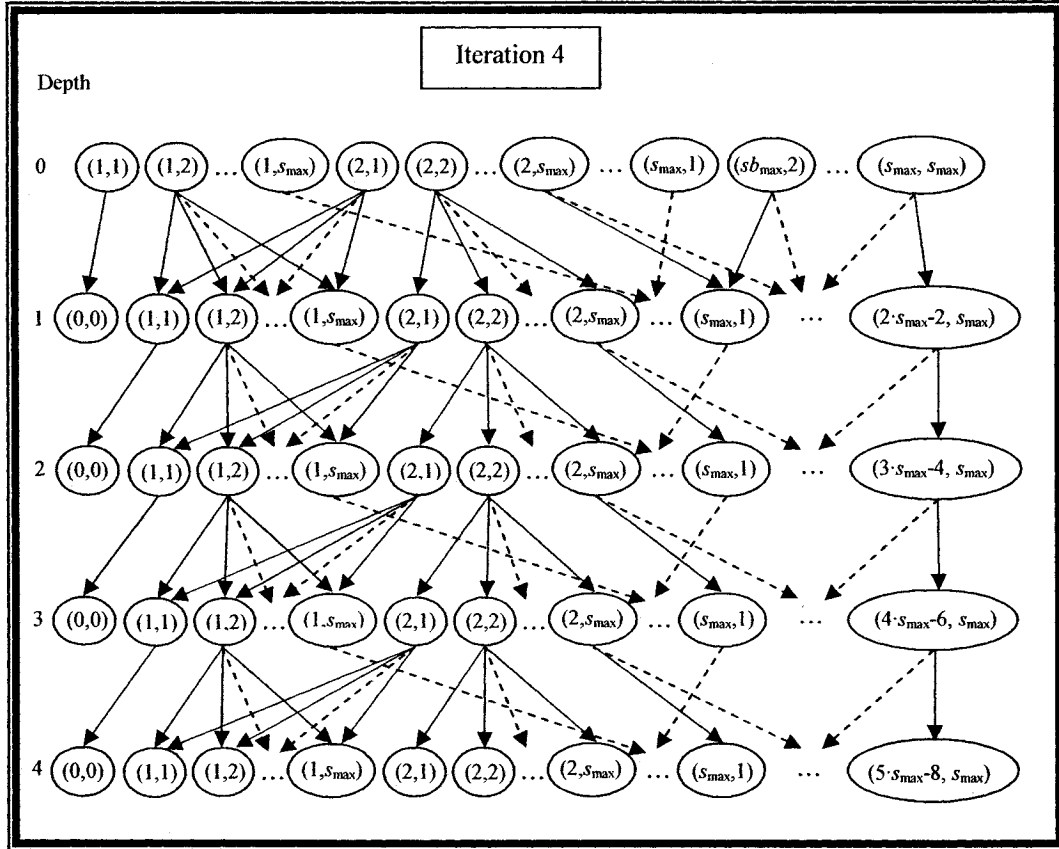 Iteration 4
Depth
0 (1,1) (1,2) ... (1,smax) (2,1) (2,2) ... (2,smax) ... (smax,1) (sbmax,2) ... (smax, smax)
1 (0,0) (1,1) (1,2) ... (1,smax) (2,1) (2,2) ... (2,smax) ... (smax,1) ... (2·smax-2, smax)
2 (0,0) (1,1) (1,2) ... (1,smax) (2,1) (2,2) ... (2,smax) ... (smax,1) ... (3·smax-4, smax)
3 (0,0) (1,1) (1,2) ... (1,smax) (2,1) (2,2) ... (2,smax) ... (smax,1) ... (4·smax-6, smax)
4 (0,0) (1,1) (1,2) ... (1,smax) (2,1) (2,2) ... (2,smax) ... (smax,1) ... (5·smax-8, smax)